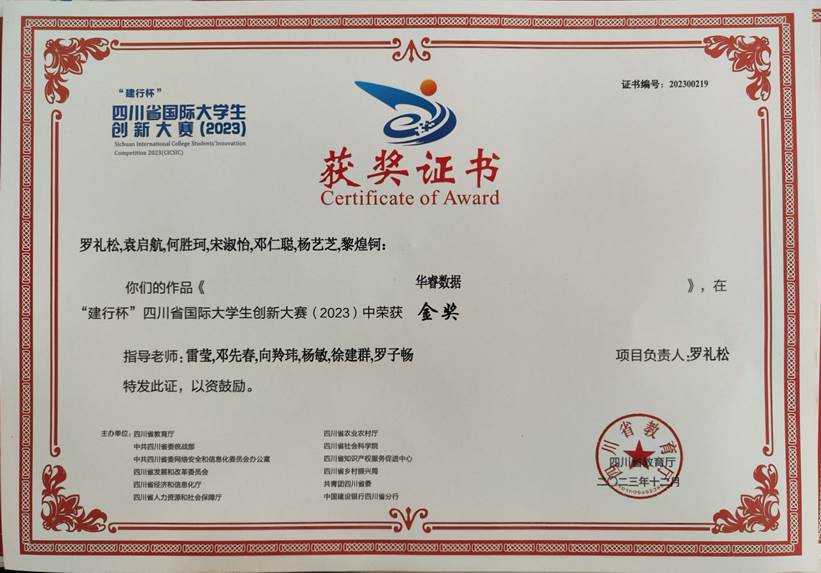 证书编号：202300219
“建行杯”
四川省国际大学生
创新大赛(2023)
Sichuan International College Students' Innovation
Competition 2023(CICSIC)
获奖证书
Certificate of Award
罗礼松,袁启航,何胜珂,宋淑怡,邓仁聪,杨艺芝,黎煌钶：
你们的作品《 华睿数据 》，在
“建行杯”四川省国际大学生创新大赛（2023）中荣获 金奖
指导老师：雷莹,邓先春,向羚玮,杨敏,徐建群,罗子畅 项目负责人：罗礼松
特发此证，以资鼓励。
主办单位：四川省教育厅 四川省农业农村厅
中共四川省委统战部 四川省社会科学院
中共四川省委网络安全和信息化委员会办公室 四川省知识产权服务促进中心
四川省发展和改革委员会 四川省乡村振兴局
四川省经济和信息化厅 共青团四川省委
四川省人力资源和社会保障厅 中国建设银行四川省分行
四川省教育厅
四川省教育厅
二〇二三年十二月